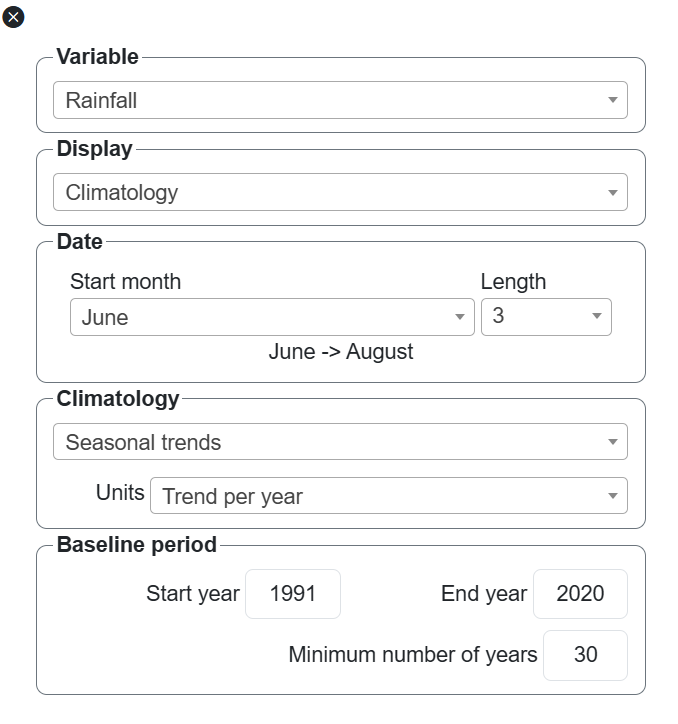 Variable
Rainfall
Display
Climatology
Date
Start month Length
June 3
June -> August
Climatology
Seasonal trends
Units Trend per year
Baseline period
Start year 1991 End year 2020
Minimum number of years 30